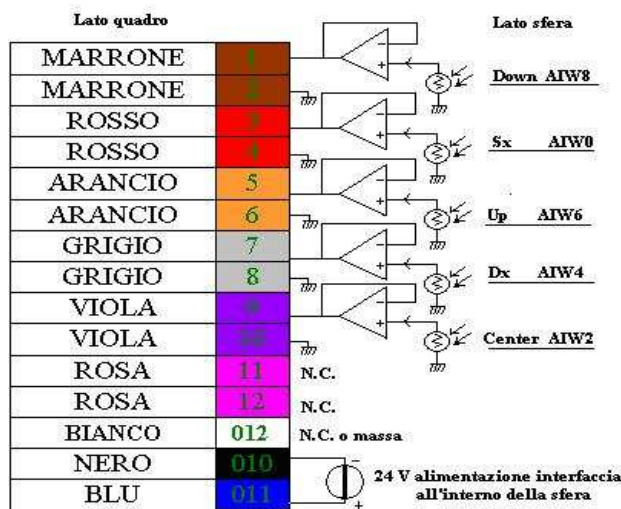 Lato quadro Lato sfera
MARRONE 1
MARRONE 2 Down AIW8
ROSSO 3
ROSSO 4 Sx AIW0
ARANCIO 5
ARANCIO 6 Up AIW6
GRIGIO 7
GRIGIO 8 Dx AIW4
VIOLA 9
VIOLA Center AIW2
ROSA 11 N.C.
ROSA 12 N.C.
BIANCO 012 N.C. o massa
NERO 010 24 V alimentazione interfaccia
BLU 011 all'interno della sfera